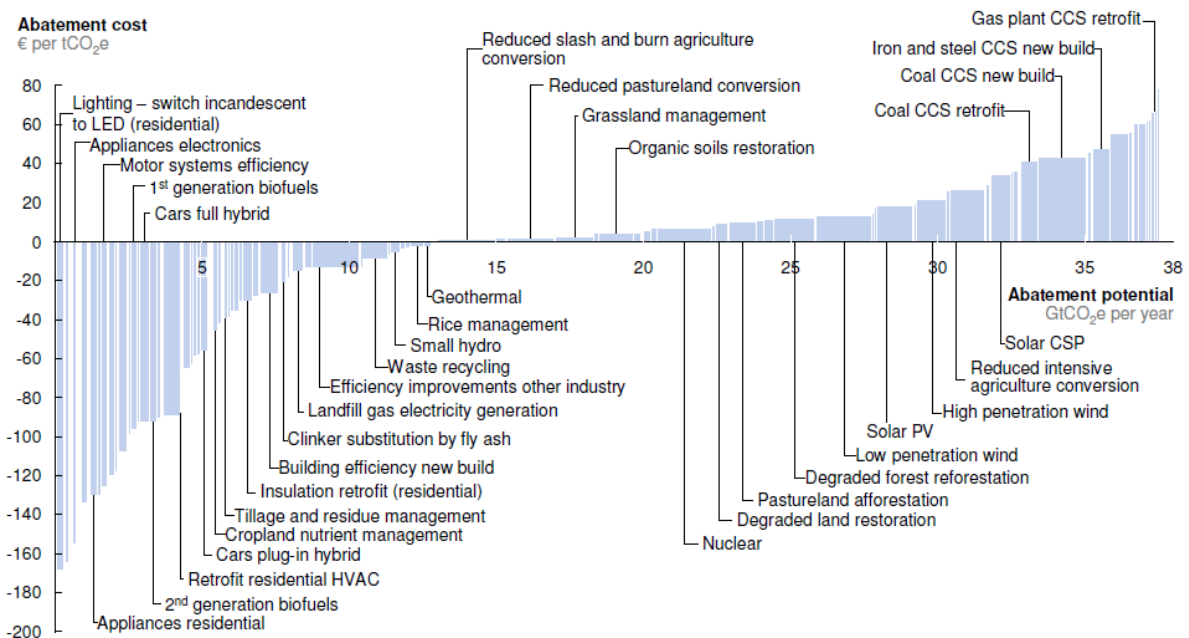 Abatement cost
€ per tCO2e
80
60
40
20
0
-20
-40
-60
-80
-100
-120
-140
-160
-180
-200
Lighting – switch incandescent
to LED (residential)
Appliances electronics
Motor systems efficiency
1st generation biofuels
Cars full hybrid
Reduced slash and burn agriculture
conversion
Reduced pastureland conversion
Grassland management
Organic soils restoration
Gas plant CCS retrofit
Iron and steel CCS new build
Coal CCS new build
Coal CCS retrofit
5
10
15
20
25
30
35
38
Abatement potential
GtCO2e per year
Geothermal
Rice management
Small hydro
Waste recycling
Efficiency improvements other industry
Landfill gas electricity generation
Clinker substitution by fly ash
Building efficiency new build
Insulation retrofit (residential)
Tillage and residue management
Cropland nutrient management
Cars plug-in hybrid
Retrofit residential HVAC
2nd generation biofuels
Appliances residential
Solar CSP
Reduced intensive
agriculture conversion
High penetration wind
Solar PV
Low penetration wind
Degraded forest reforestation
Pastureland afforestation
Degraded land restoration
Nuclear